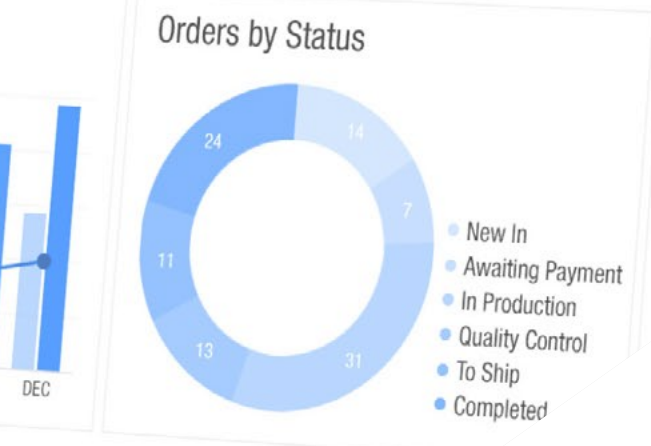 Orders by Status
24
14
7
11
13
31
New In
Awaiting Payment
In Production
Quality Control
To Ship
Completed
DEC